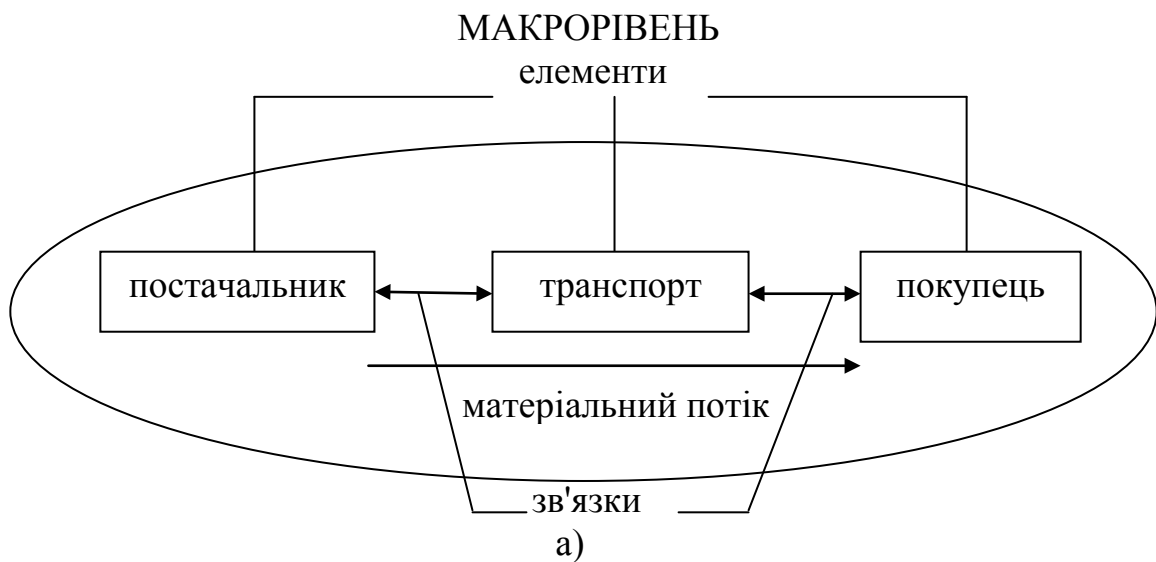 МАКРОРІВЕНЬ
елементи
постачальник транспорт покупець
матеріальний потік
зв'язки
а)